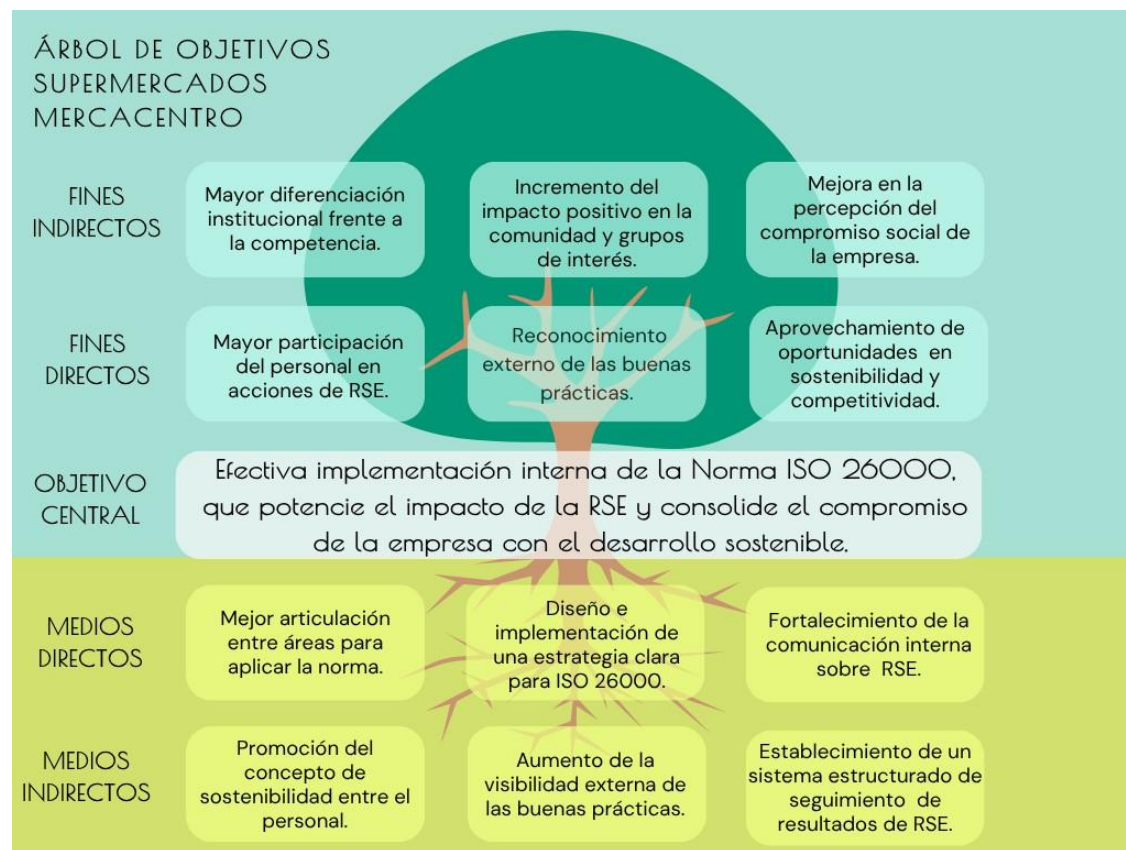 ÁRBOL DE OBJETIVOS
SUPERMERCADOS
MERCACENTRO
FINES
INDIRECTOS
Mayor diferenciación
institucional frente a
la competencia.
Incremento del
impacto positivo en la
comunidad y grupos
de interés.
Mejora en la
percepción del
compromiso social de
la empresa.
FINES
DIRECTOS
Mayor participación
del personal en
acciones de RSE.
Reconocimiento
externo de las buenas
prácticas.
Aprovechamiento de
oportunidades en
sostenibilidad y
competitividad.
OBJETIVO
CENTRAL
Efectiva implementación interna de la Norma ISO 26000,
que potencie el impacto de la RSE y consolide el compromiso
de la empresa con el desarrollo sostenible.
MEDIOS
DIRECTOS
Mejor articulación
entre áreas para
aplicar la norma.
Diseño e
implementación de
una estrategia clara
para ISO 26000.
Fortalecimiento de la
comunicación interna
sobre RSE.
MEDIOS
INDIRECTOS
Promoción del
concepto de
sostenibilidad entre el
personal.
Aumento de la
visibilidad externa de
las buenas prácticas.
Establecimiento de un
sistema estructurado de
seguimiento de
resultados de RSE.